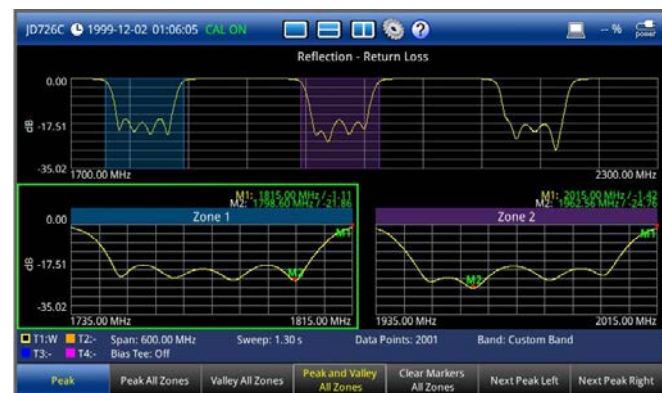 JD726C 1999-12-02 01:06:05 CAL ON ? -- % power
Reflection - Return Loss
0.00
dB -17.51
-35.02
1700.00 MHz 2300.00 MHz
M1: 1815.00 MHz /-1.11 M1: 2015.00 MHz /-1.42
M2: 1798.60 MHz / -21.86 M2: 1962.56 MHz / -24.76
0.00 Zone 1 Zone 2
M1 M1
dB -17.51
M2 M2
-35.02
1735.00 MHz 1815.00 MHz 1935.00 MHz 2015.00 MHz
T1:W T2:- Span: 600.00 MHz Sweep: 1.30 s Data Points: 2001 Band: Custom Band
T3:- T4:- Bias Tee: Off
Peak Peak All Zones Valley All Zones Peak and Valley All Zones Clear Markers All Zones Next Peak Left Next Peak Right